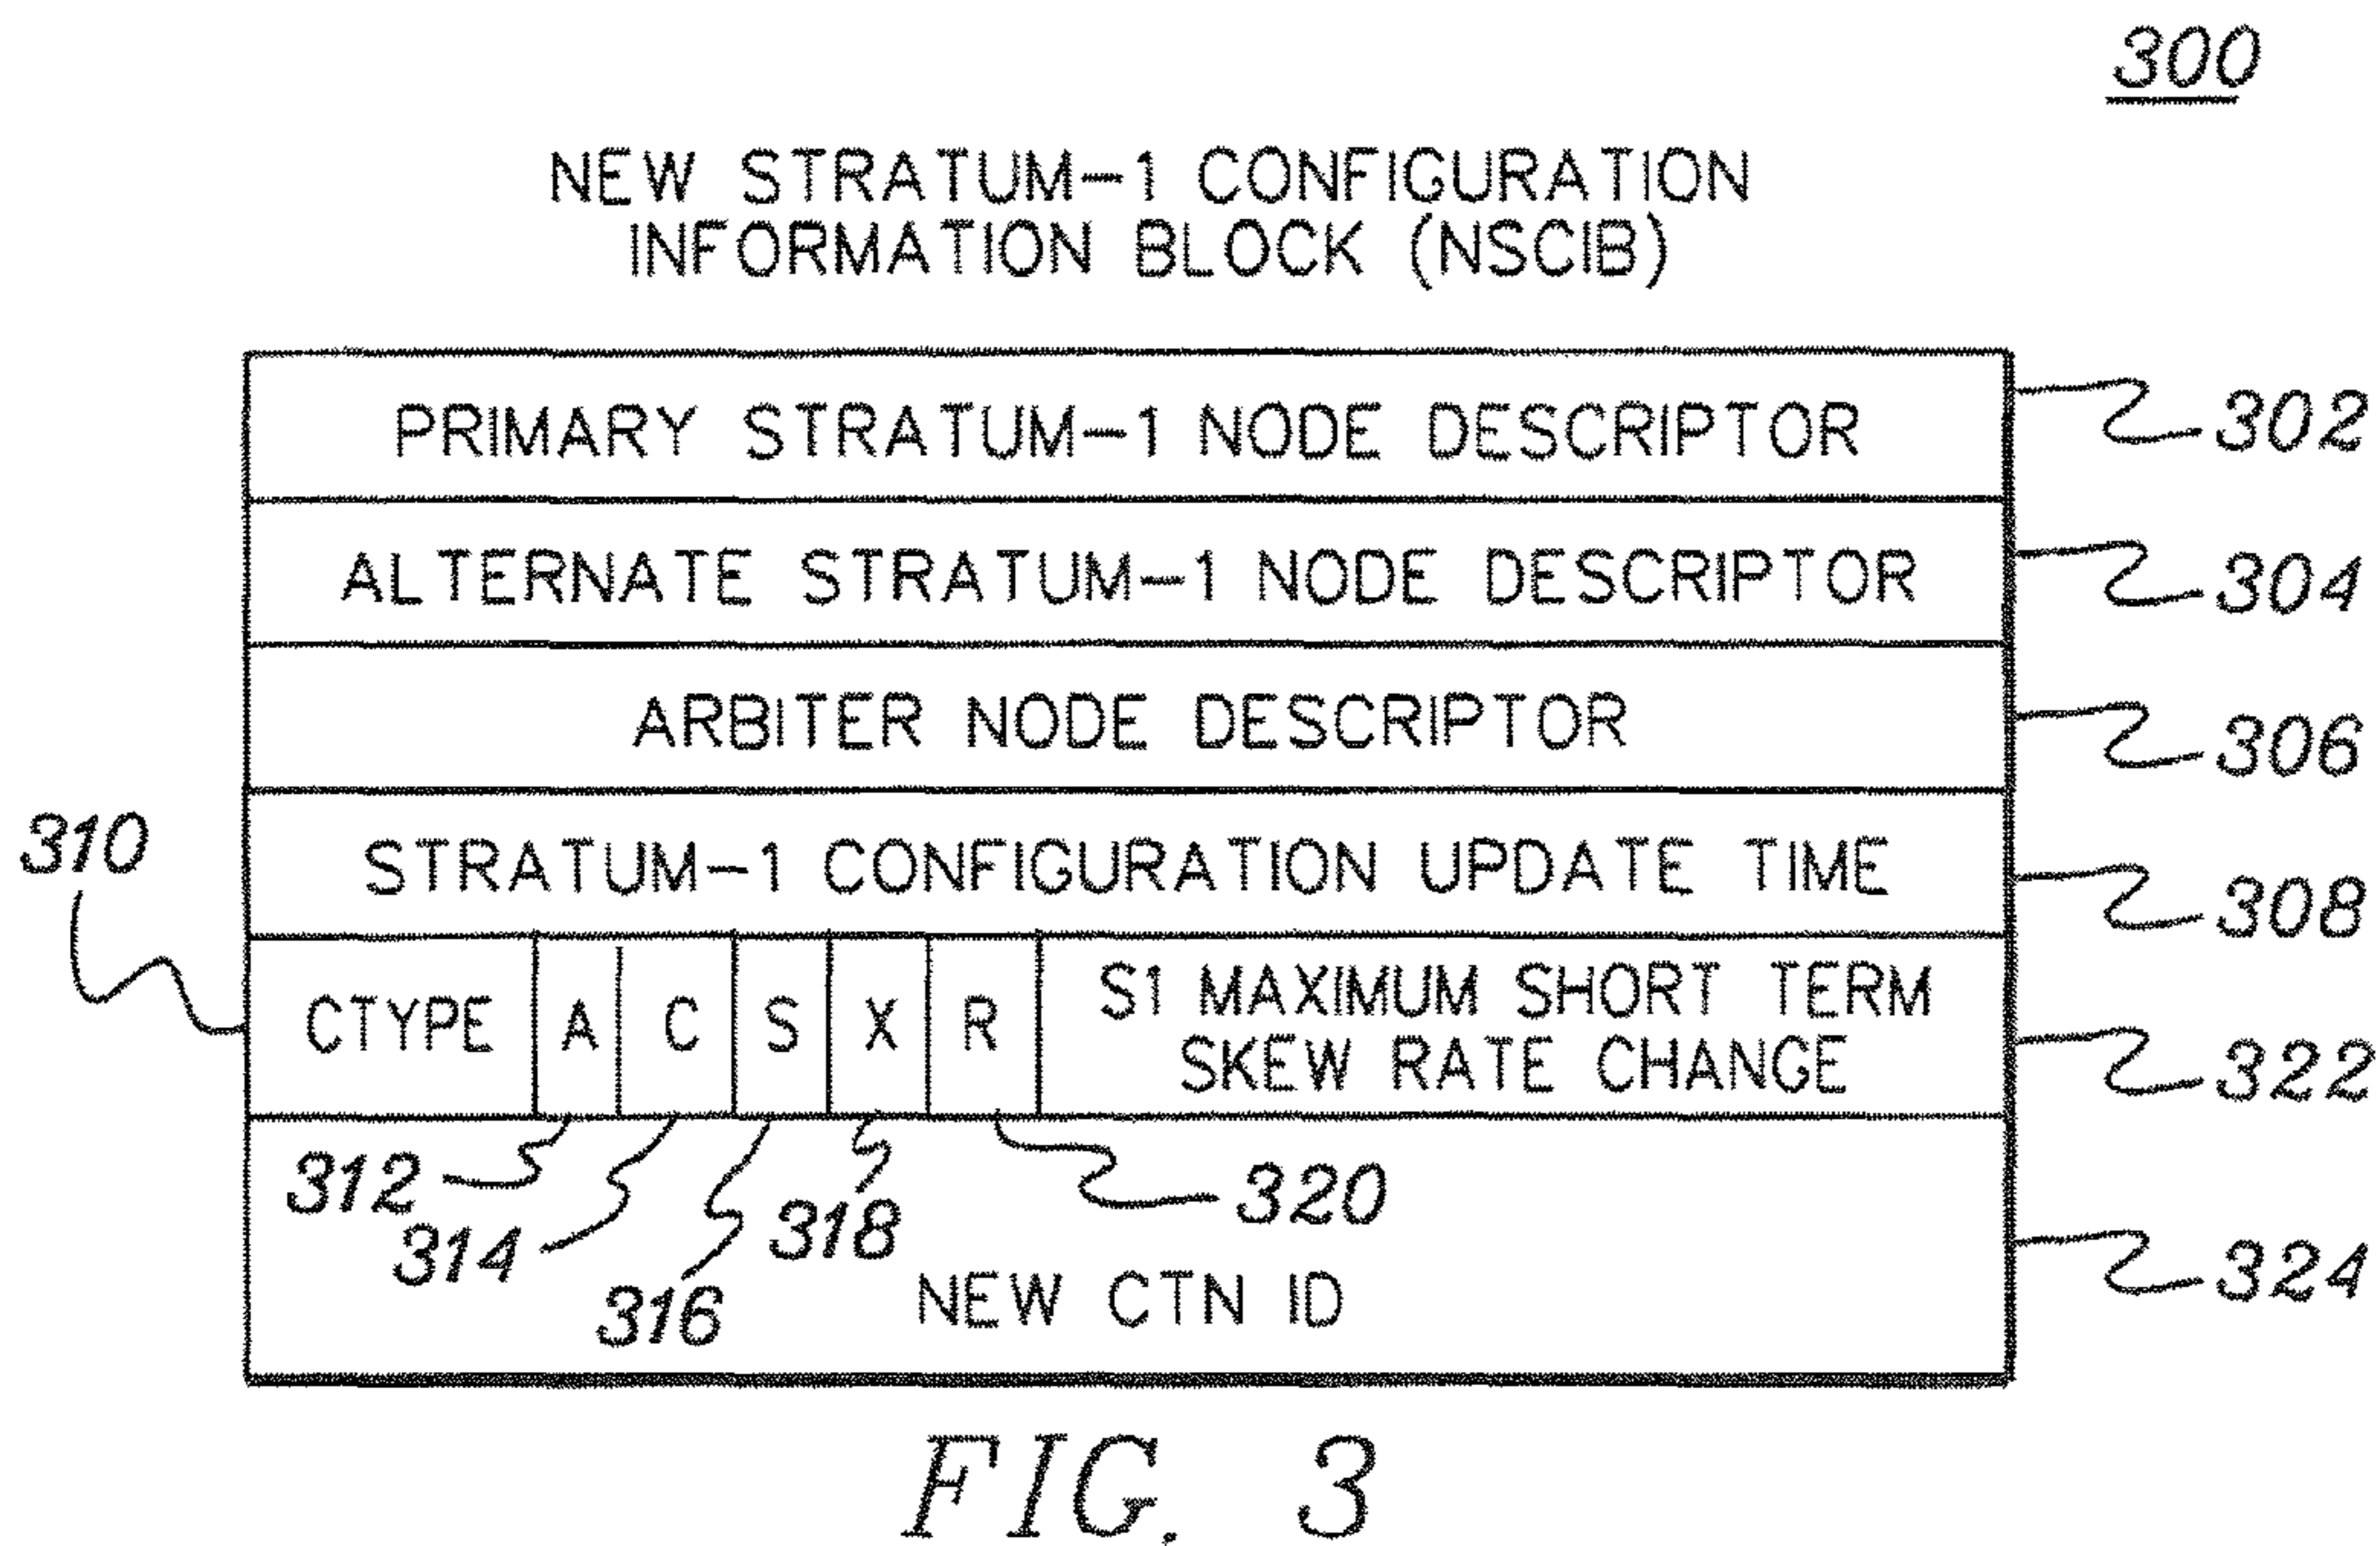 300
NEW STRATUM-1 CONFIGURATION
INFORMATION BLOCK (NSCIB)
PRIMARY STRATUM-1 NODE DESCRIPTOR
302
ALTERNATE STRATUM-1 NODE DESCRIPTOR
304
ARBITER NODE DESCRIPTOR
306
310
STRATUM-1 CONFIGURATION UPDATE TIME
308
CTYPE A C S X R
S1 MAXIMUM SHORT TERM
SKEW RATE CHANGE
322
312
314
316
318
320
NEW CTN ID
324
FIG. 3